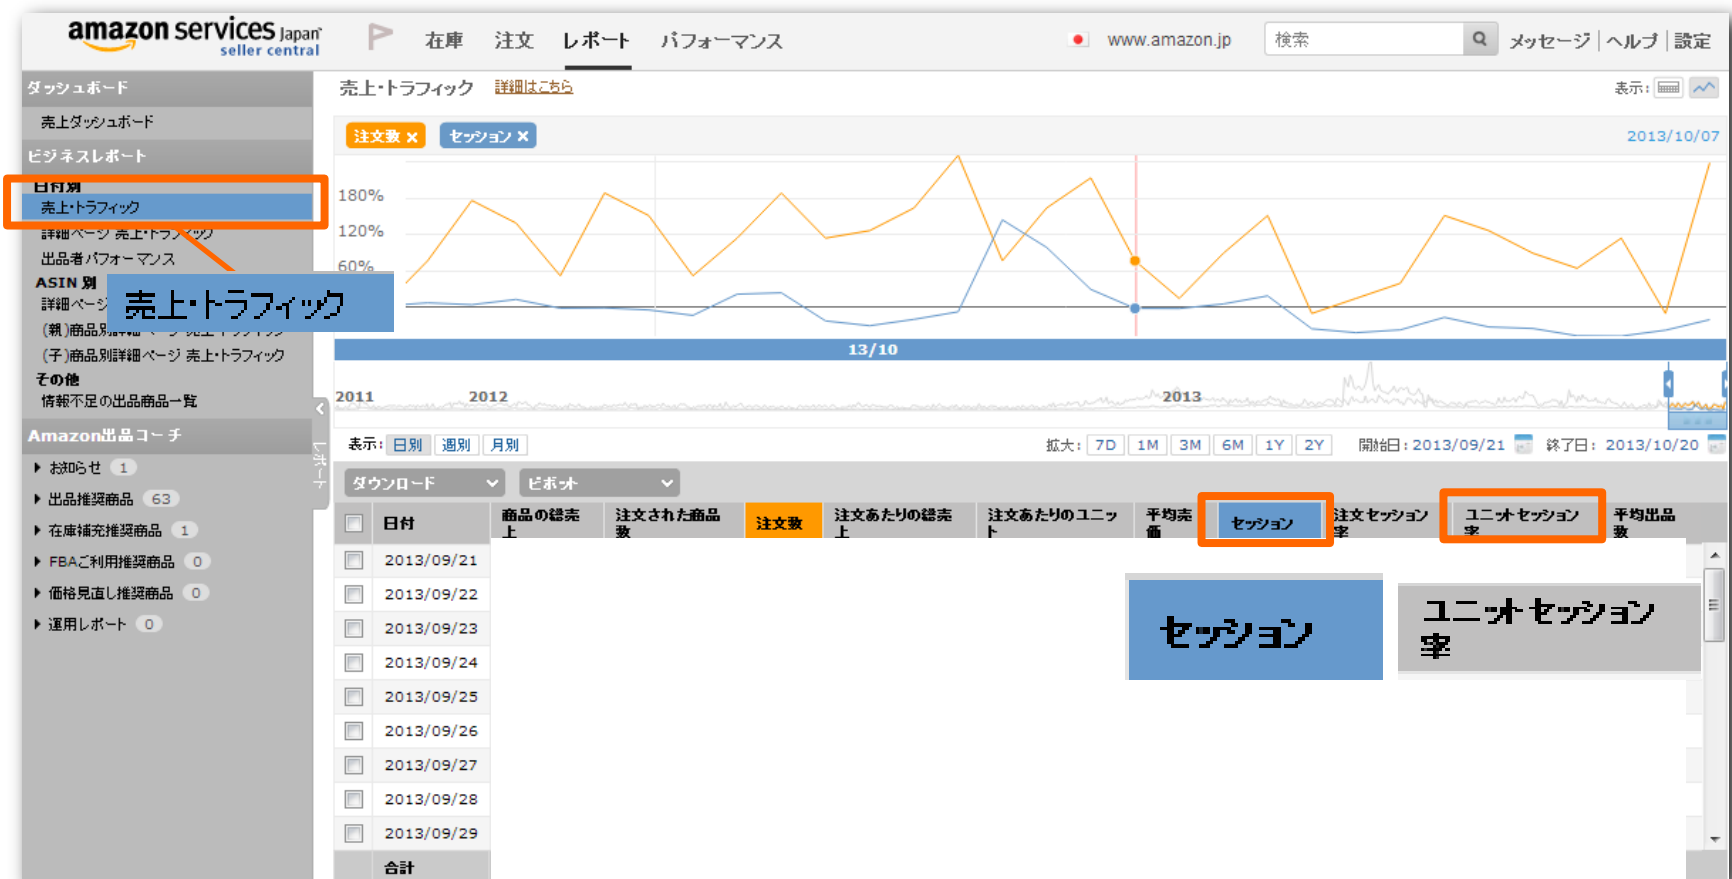 amazon services Japan
seller central
在庫 注文 レポート パフォーマンス
www.amazon.jp
検索
メッセージ | ヘルプ | 設定
ダッシュボード
売上ダッシュボード
ビジネスレポート
日付別
売上・トラフィック
詳細ページ 売上・トラフィック
出品者パフォーマンス
ASIN 別
詳細ページ
売上・トラフィック
(親)商品別詳細ページ 売上・トラフィック
(子)商品別詳細ページ 売上・トラフィック
その他
情報不足の出品商品一覧
Amazon出品コーチ
お知らせ 1
出品推奨商品 63
在庫補充推奨商品 1
FBAご利用推奨商品 0
価格見直し推奨商品 0
運用レポート 0
レポート
売上・トラフィック 詳細はこちら
表示:
注文数 × セッション ×
2013/10/07
180%
120%
60%
13/10
2011 2012 2013
表示: 日別 週別 月別
拡大: 7D 1M 3M 6M 1Y 2Y
開始日: 2013/09/21 終了日: 2013/10/20
ダウンロード ピボット
日付 商品の総売上 注文された商品数 注文数 注文あたりの総売上 注文あたりのユニット 平均売価 セッション 注文セッション率 ユニットセッション率 平均出品数
2013/09/21
2013/09/22
2013/09/23
2013/09/24
2013/09/25
2013/09/26
2013/09/27
2013/09/28
2013/09/29
合計
セッション
ユニットセッション
率